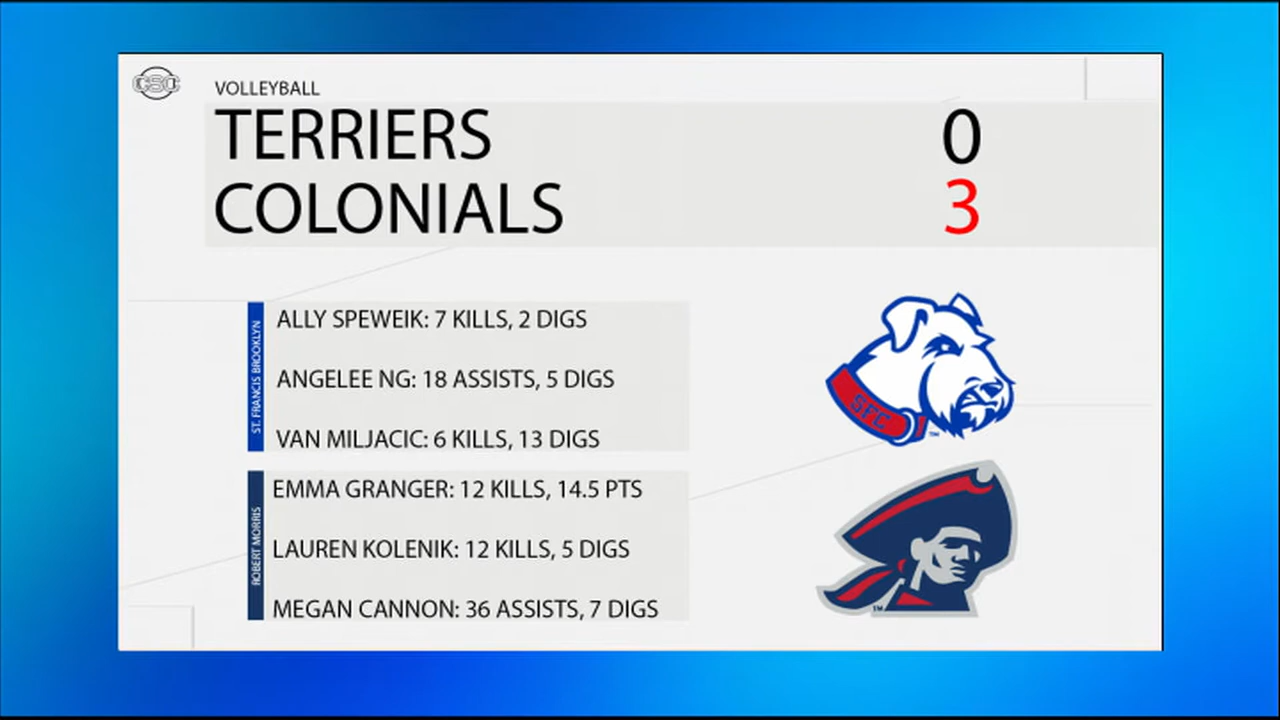 CSC
VOLLEYBALL
TERRIERS 0
COLONIALS 3
ST. FRANCIS BROOKLYN
ALLY SPEWEIK: 7 KILLS, 2 DIGS
ANGELEE NG: 18 ASSISTS, 5 DIGS
VAN MILJACIC: 6 KILLS, 13 DIGS
SFC
TM
ROBERT MORRIS
EMMA GRANGER: 12 KILLS, 14.5 PTS
LAUREN KOLENIK: 12 KILLS, 5 DIGS
MEGAN CANNON: 36 ASSISTS, 7 DIGS
TM